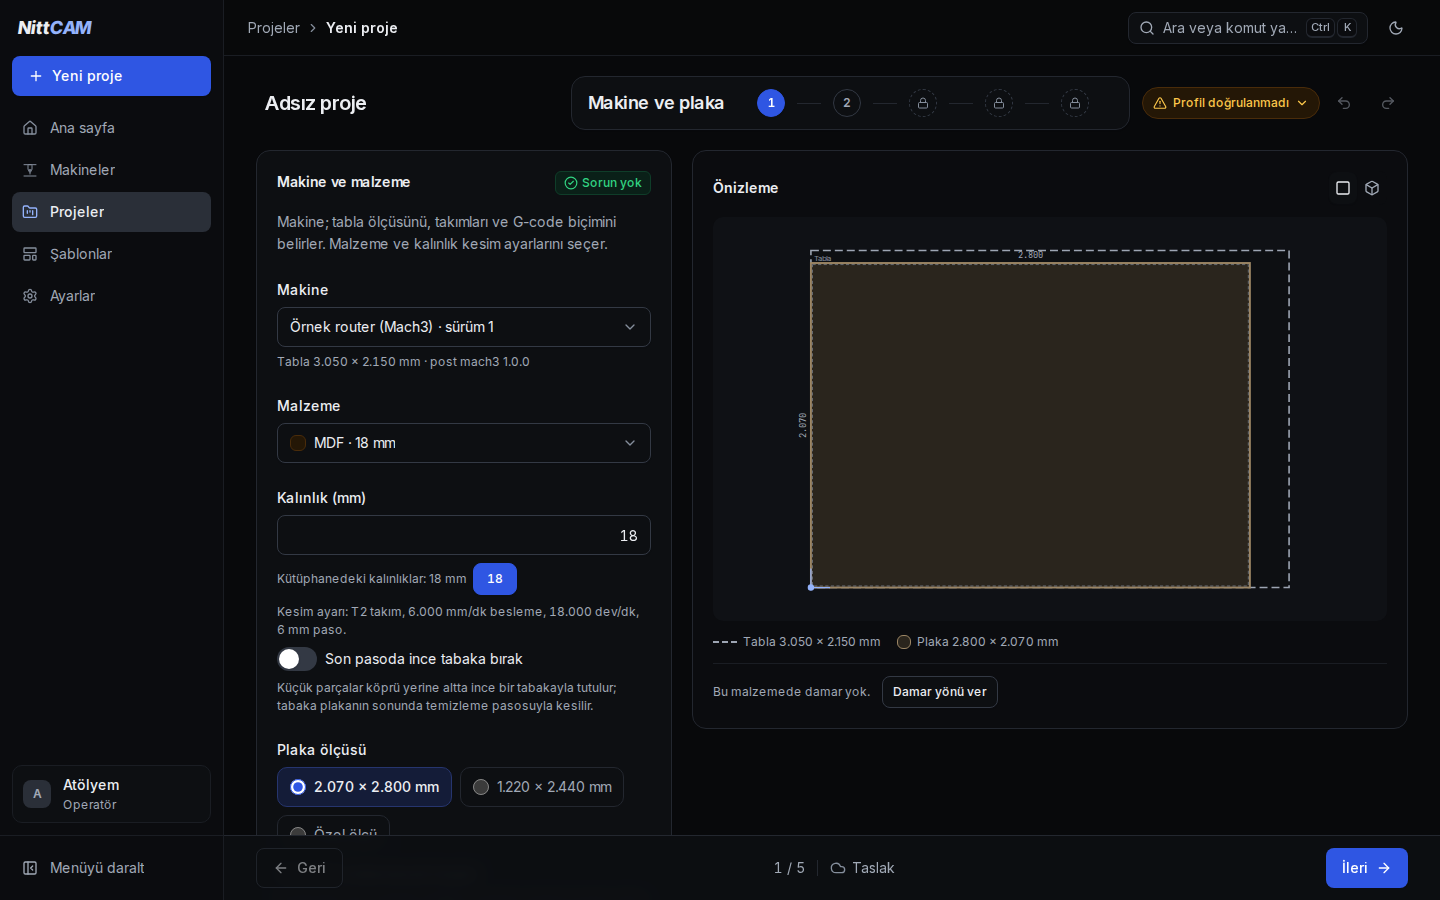 NittCAM
Yeni proje
Ana sayfa
Makineler
Projeler
Şablonlar
Ayarlar
A
Atölyem
Operatör
Menüyü daralt
Projeler
Yeni proje
Ara veya komut ya...
Ctrl
K
Adsız proje
Makine ve plaka
1
2
Profil doğrulanmadı
Makine ve malzeme
Sorun yok
Makine; tabla ölçüsünü, takımları ve G-code biçimini
belirler. Malzeme ve kalınlık kesim ayarlarını seçer.
Makine
Örnek router (Mach3) · sürüm 1
Tabla 3.050 × 2.150 mm · post mach3 1.0.0
Malzeme
MDF · 18 mm
Kalınlık (mm)
18
Kütüphanedeki kalınlıklar: 18 mm
18
Kesim ayarı: T2 takım, 6.000 mm/dk besleme, 18.000 dev/dk,
6 mm paso.
Son pasoda ince tabaka bırak
Küçük parçalar köprü yerine altta ince bir tabakayla tutulur;
tabaka plakanın sonunda temizleme pasosuyla kesilir.
Plaka ölçüsü
2.070 × 2.800 mm
1.220 × 2.440 mm
Özel ölçü
Önizleme
Tabla
2.800
2.070
Tabla 3.050 × 2.150 mm
Plaka 2.800 × 2.070 mm
Bu malzemede damar yok.
Damar yönü ver
Geri
1 / 5
Taslak
İleri